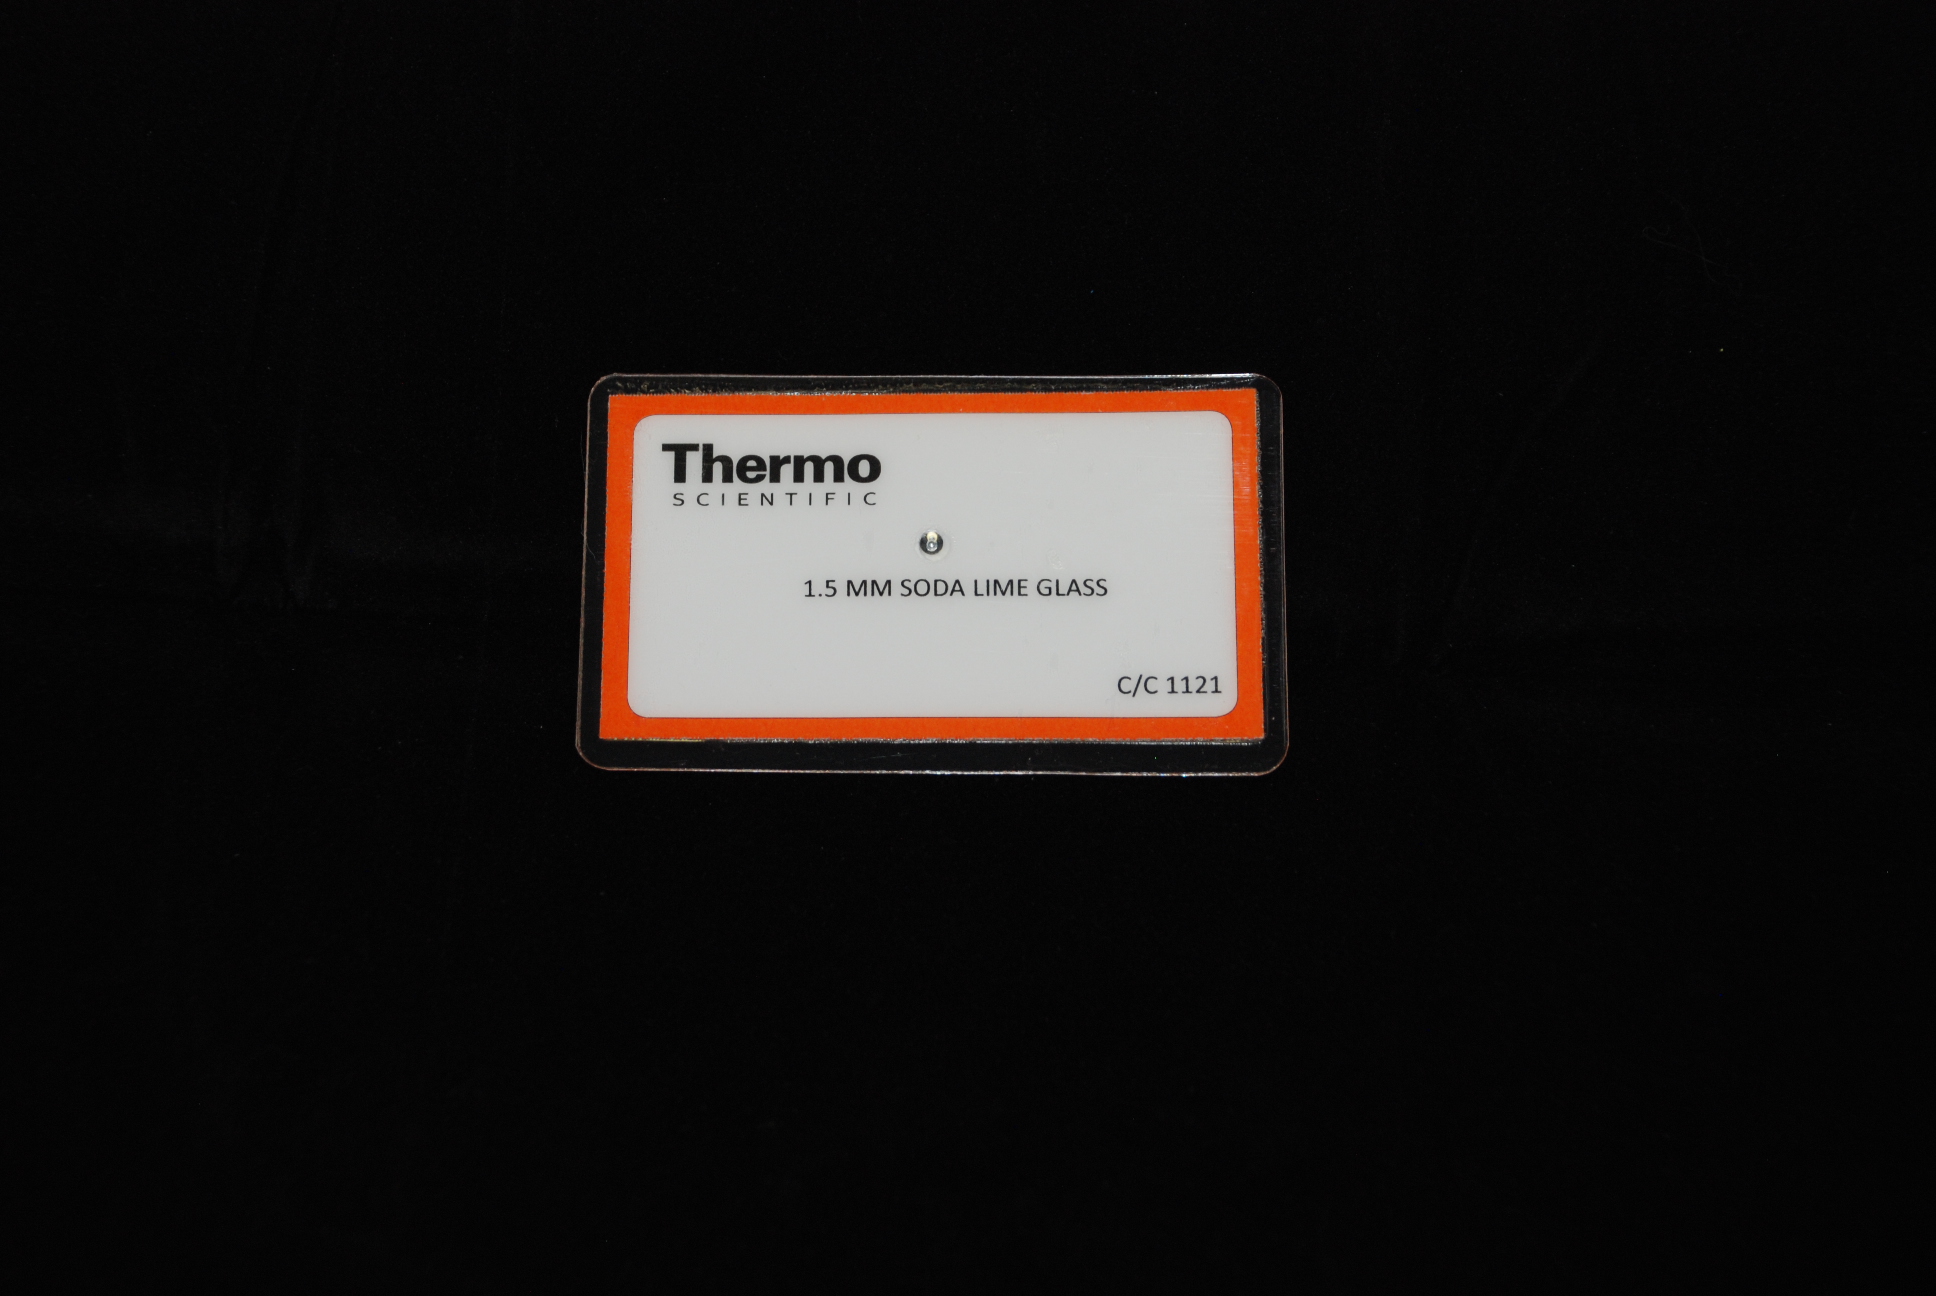 Thermo
SCIENTIFIC
1.5 MM SODA LIME GLASS
C/C 1121